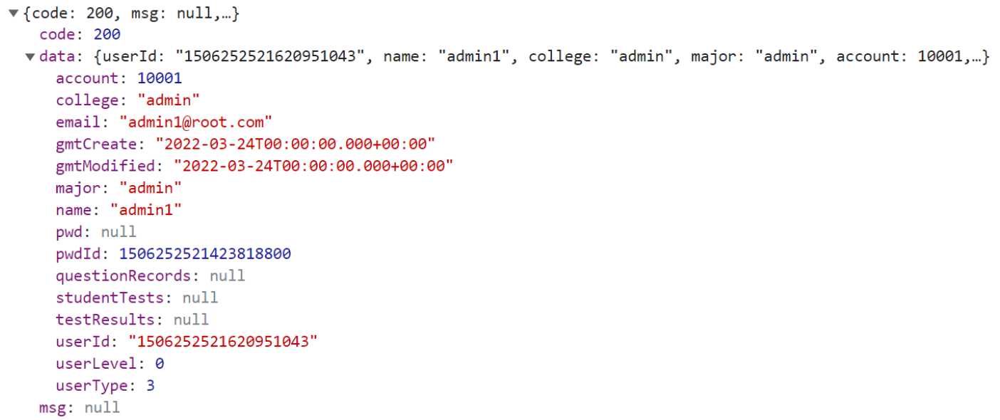 ▼{code: 200, msg: null,…}
code: 200
▼data: {userId: "1506252521620951043", name: "admin1", college: "admin", major: "admin", account: 10001,…}
account: 10001
college: "admin"
email: "admin1@root.com"
gmtCreate: "2022-03-24T00:00:00.000+00:00"
gmtModified: "2022-03-24T00:00:00.000+00:00"
major: "admin"
name: "admin1"
pwd: null
pwdId: 1506252521423818800
questionRecords: null
studentTests: null
testResults: null
userId: "1506252521620951043"
userLevel: 0
userType: 3
msg: null